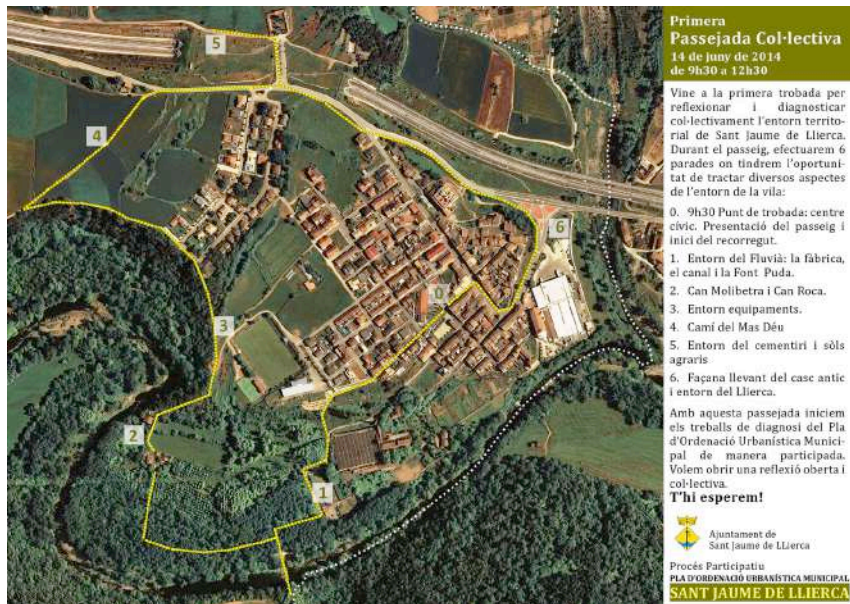 Primera
Passejada Col·lectiva
14 de juny de 2014
de 9h30 a 12h30
Vine a la primera trobada per
reflexionar i diagnosticar
col·lectivament l'entorn territo-
rial de Sant Jaume de Llierca.
Durant el passeig, efectuarem 6
parades on tindrem l'oportuni-
tat de tractar diversos aspectes
de l'entorn de la vila:
0. 9h30 Punt de trobada: centre
cívic. Presentació del passeig i
inici del recorregut.
1. Entorn del Fluvià: la fàbrica,
el canal i la Font Puda.
2. Can Molibetra i Can Roca.
3. Entorn equipaments.
4. Camí del Mas Déu
5. Entorn del cementiri i sòls
agraris
6. Façana llevant del casc antic
i entorn del Llierca.
Amb aquesta passejada iniciem
els treballs de diagnosi del Pla
d'Ordenació Urbanística Munici-
pal de manera participada.
Volem obrir una reflexió oberta i
col·lectiva.
T'hi esperem!
Ajuntament de
Sant Jaume de LLierca
Procés Participatiu
PLA D'ORDENACIÓ URBANÍSTICA MUNICIPAL
SANT JAUME DE LLIERCA
5
4
6
0
3
2
1